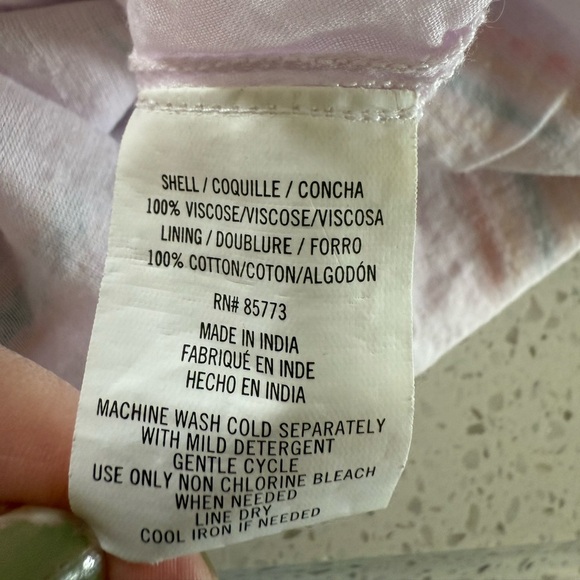 SHELL / COQUILLE / CONCHA
100% VISCOSE/VISCOSE/VISCOSA
LINING / DOUBLURE / FORRO
100% COTTON/COTON/ALGODÓN
RN# 85773
MADE IN INDIA
FABRIQUÉ EN INDE
HECHO EN INDIA
MACHINE WASH COLD SEPARATELY
WITH MILD DETERGENT
GENTLE CYCLE
USE ONLY NON CHLORINE BLEACH
WHEN NEEDED
LINE DRY
COOL IRON IF NEEDED